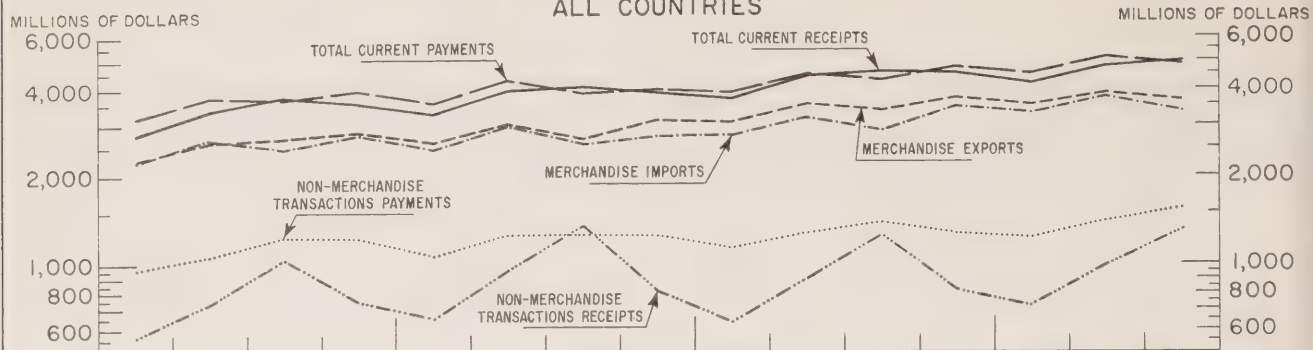 ALL COUNTRIES
MILLIONS OF DOLLARS
MILLIONS OF DOLLARS
6,000
4,000
2,000
1,000
800
600
TOTAL CURRENT PAYMENTS
TOTAL CURRENT RECEIPTS
MERCHANDISE IMPORTS
MERCHANDISE EXPORTS
NON-MERCHANDISE
TRANSACTIONS PAYMENTS
NON-MERCHANDISE
TRANSACTIONS RECEIPTS
6,000
4,000
2,000
1,000
800
600